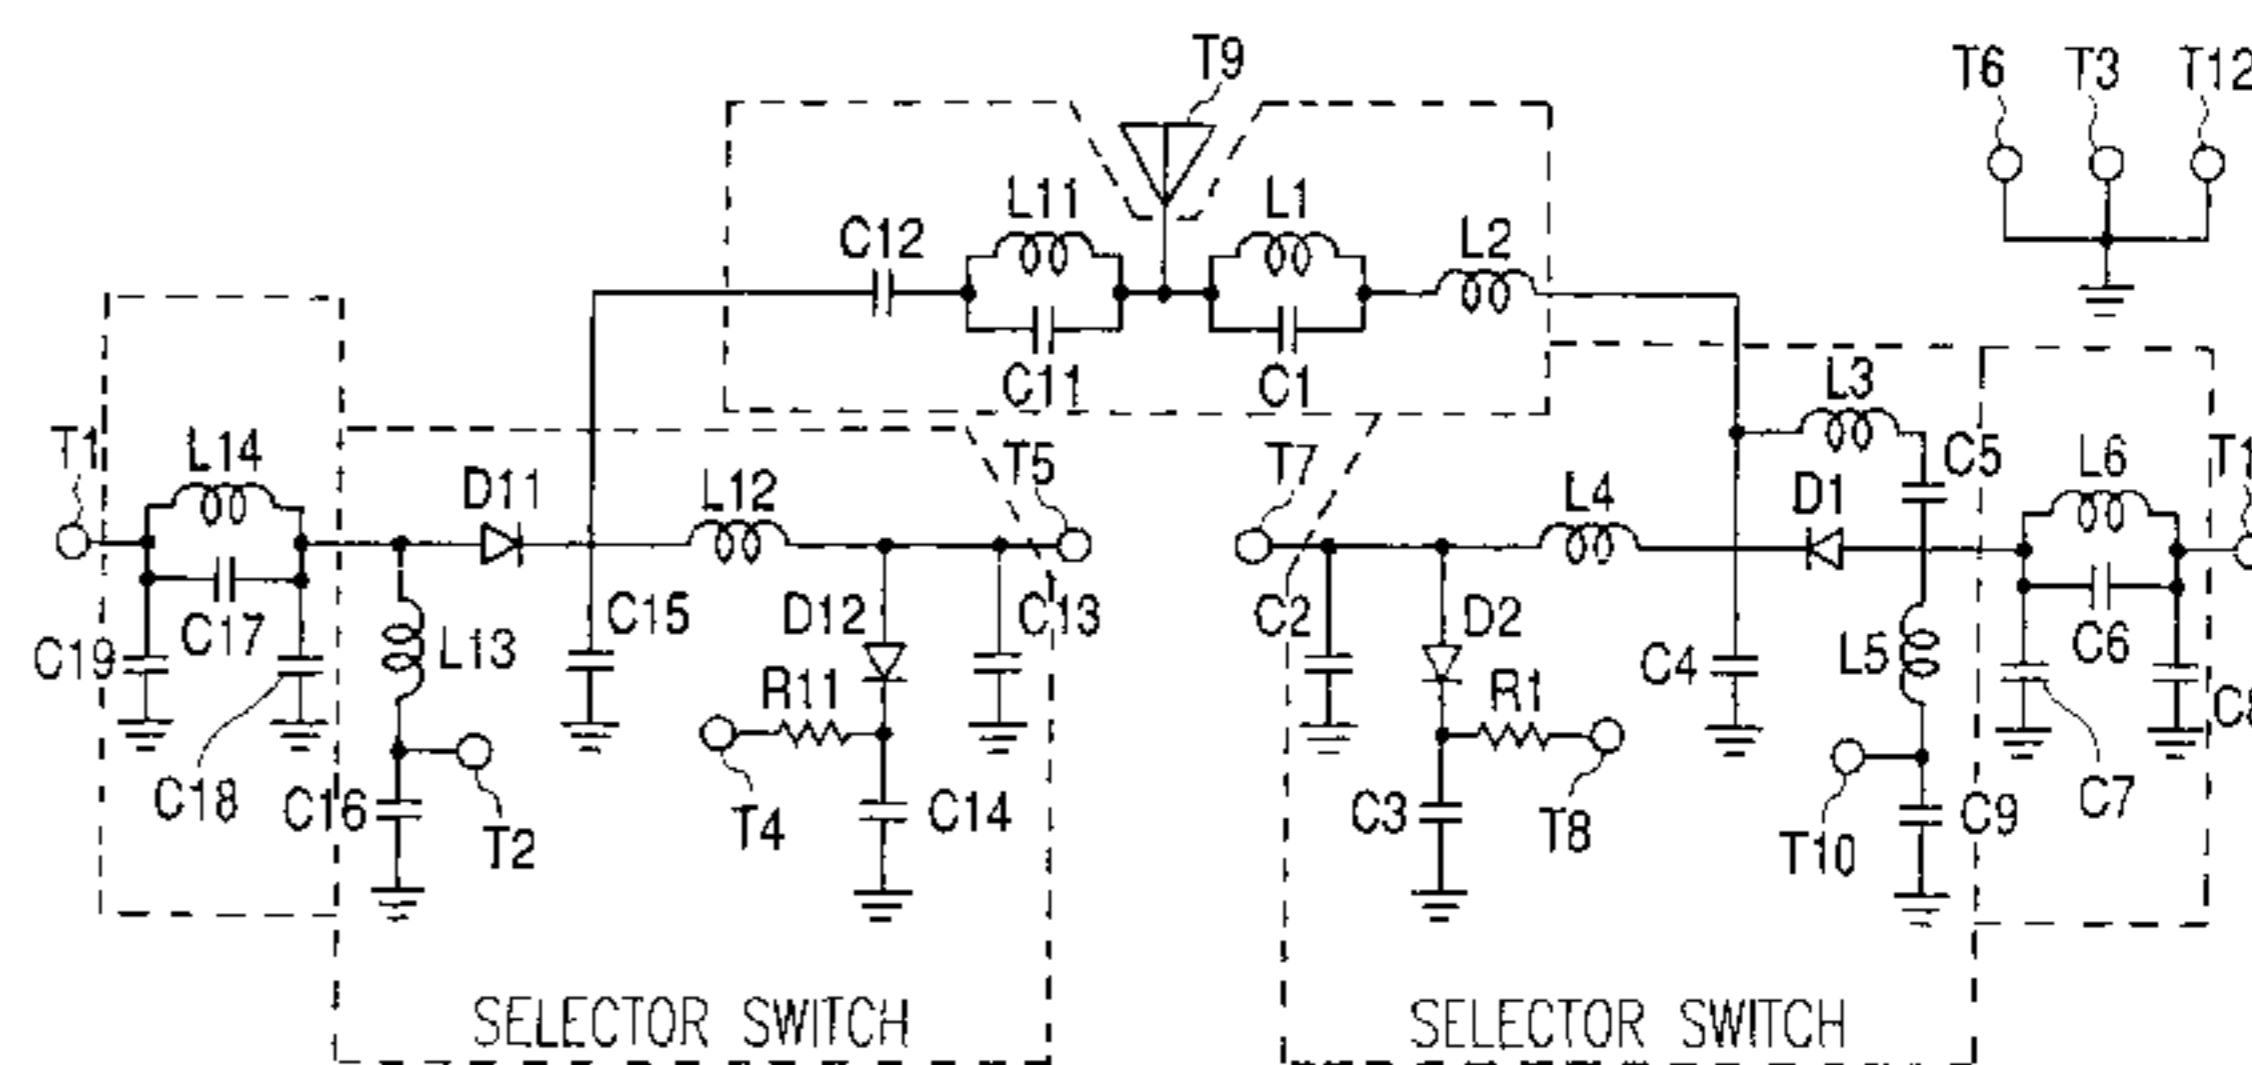 T9
T6 T3 T12
L11 L1
C12 L2
C11 C1
L3
T1 L14 D11 L12 T5 T7 L4 D1 C5 L6
C19 C17 L13 C15 D12 C13 C2 D2 C4 L5 C6
R11 R1
C18 C16 T2 T4 C14 C3 T8 T10 C9 C7
SELECTOR SWITCH SELECTOR SWITCH